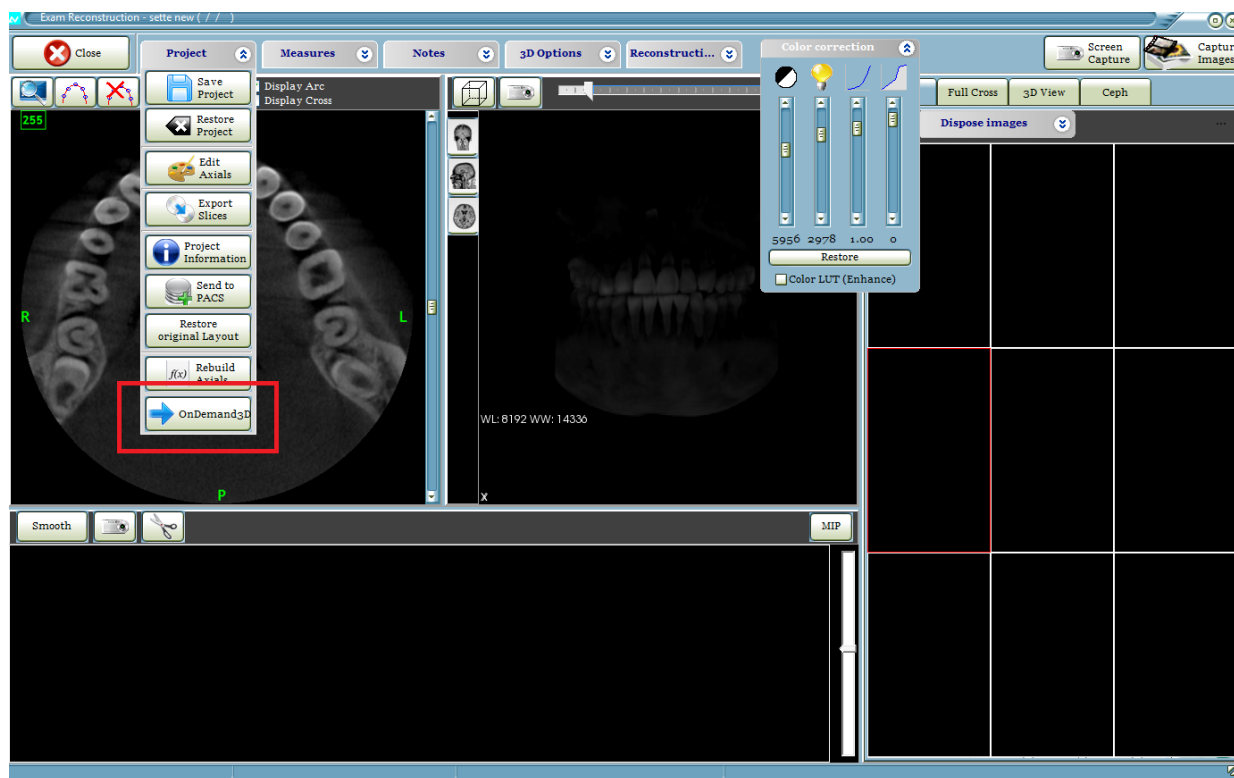 Exam Reconstruction - sette new ( / / )
Close
Project
Measures
Notes
3D Options
Reconstructi...
Color correction
Screen
Capture
Captur
Images
Save
Project
Restore
Project
Edit
Axials
Export
Slices
Project
Information
Send to
PACS
Restore
original Layout
f(x) Rebuild
Axials
OnDemand3D
Display Arc
Display Cross
255
R
L
P
WL: 8192 WW: 14336
X
5956 2978 1.00 0
Restore
Color LUT (Enhance)
Full Cross
3D View
Ceph
Dispose images
...
Smooth
MIP